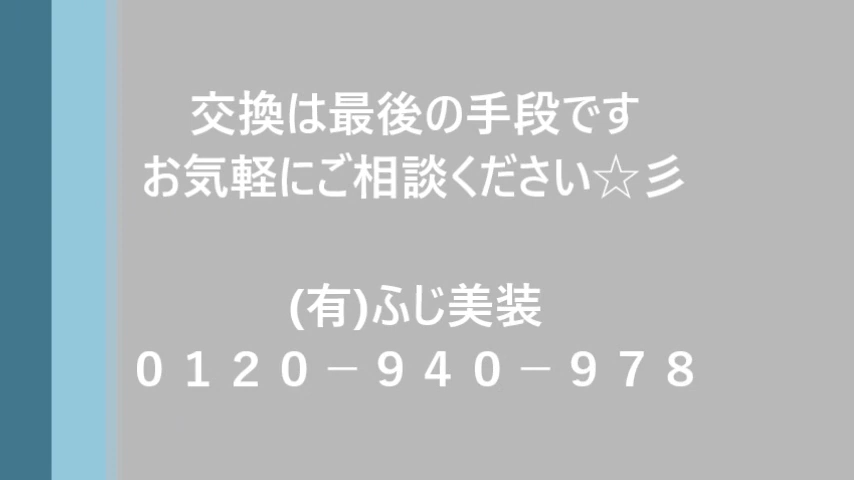 交換は最後の手段です
お気軽にご相談ください☆彡
(有)ふじ美装
０１２０－９４０－９７８